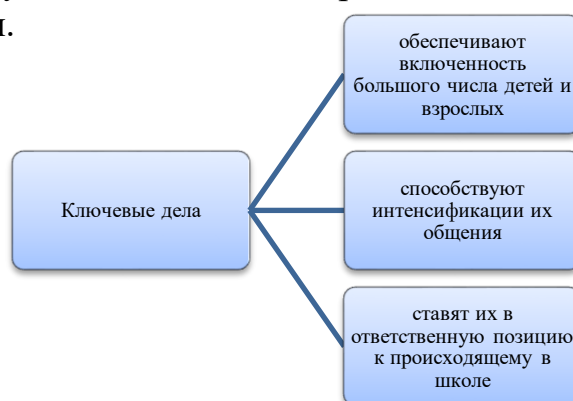 и.
Ключевые дела
обеспечивают
включенность
большого числа детей и
взрослых
способствуют
интенсификации их
общения
ставят их в
ответственную позицию
к происходящему в
школе